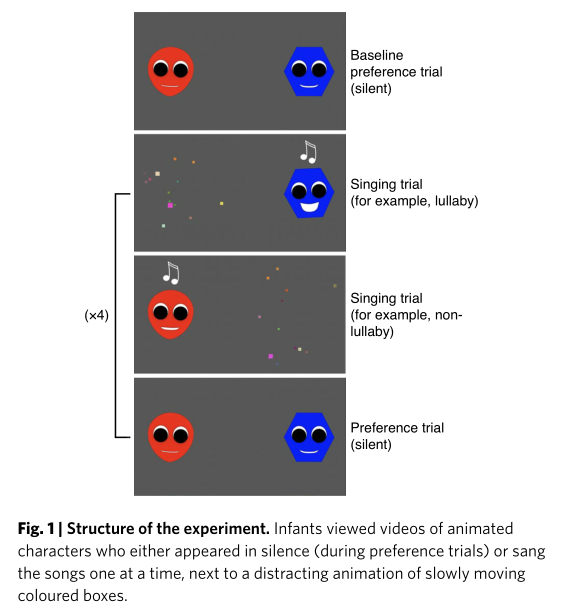 Baseline
preference trial
(silent)
Singing trial
(for example, lullaby)
(×4)
Singing trial
(for example, non-
lullaby)
Preference trial
(silent)
Fig. 1 | Structure of the experiment. Infants viewed videos of animated
characters who either appeared in silence (during preference trials) or sang
the songs one at a time, next to a distracting animation of slowly moving
coloured boxes.